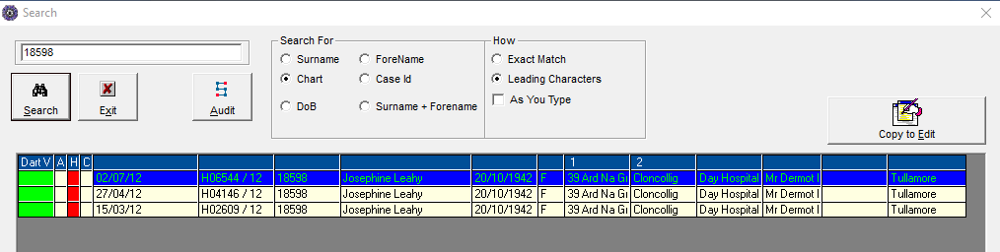 Search
18598
Search For
How
Surname
ForeName
Exact Match
Chart
Case Id
Leading Characters
DoB
Surname + Forename
As You Type
Search
Exit
Audit
Copy to Edit
Dart V A H C 1 2
02/07/12 H06544 / 12 18598 Josephine Leahy 20/10/1942 F 39 Ard Na Gi Cloncollig Day Hospital Mr Dermot I Tullamore
27/04/12 H04146 / 12 18598 Josephine Leahy 20/10/1942 F 39 Ard Na Gi Cloncollig Day Hospital Mr Dermot I Tullamore
15/03/12 H02609 / 12 18598 Josephine Leahy 20/10/1942 F 39 Ard Na Gi Cloncollig Day Hospital Mr Dermot I Tullamore